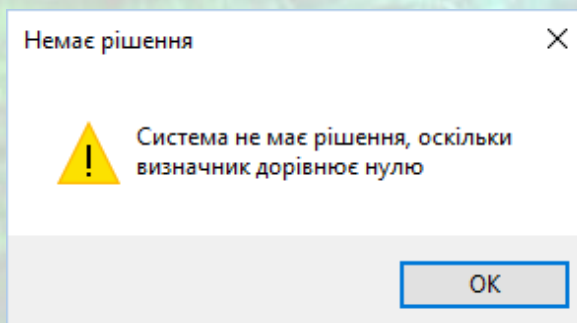 Немає рішення
Система не має рішення, оскільки
визначник дорівнює нулю
OK